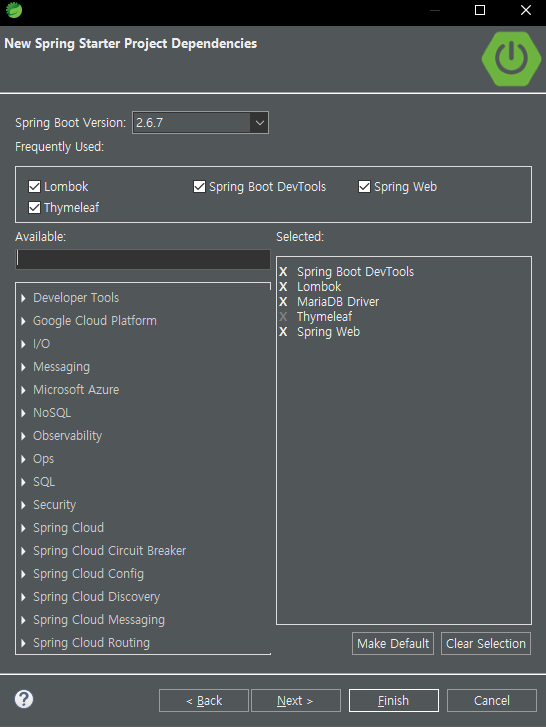 New Spring Starter Project Dependencies
Spring Boot Version: 2.6.7
Frequently Used:
Lombok Spring Boot DevTools Spring Web
Thymeleaf
Available: Selected:
X Spring Boot DevTools
X Lombok
X MariaDB Driver
X Thymeleaf
X Spring Web
Developer Tools
Google Cloud Platform
I/O
Messaging
Microsoft Azure
NoSQL
Observability
Ops
SQL
Security
Spring Cloud
Spring Cloud Circuit Breaker
Spring Cloud Config
Spring Cloud Discovery
Spring Cloud Messaging
Spring Cloud Routing
Make Default Clear Selection
? < Back Next > Finish Cancel